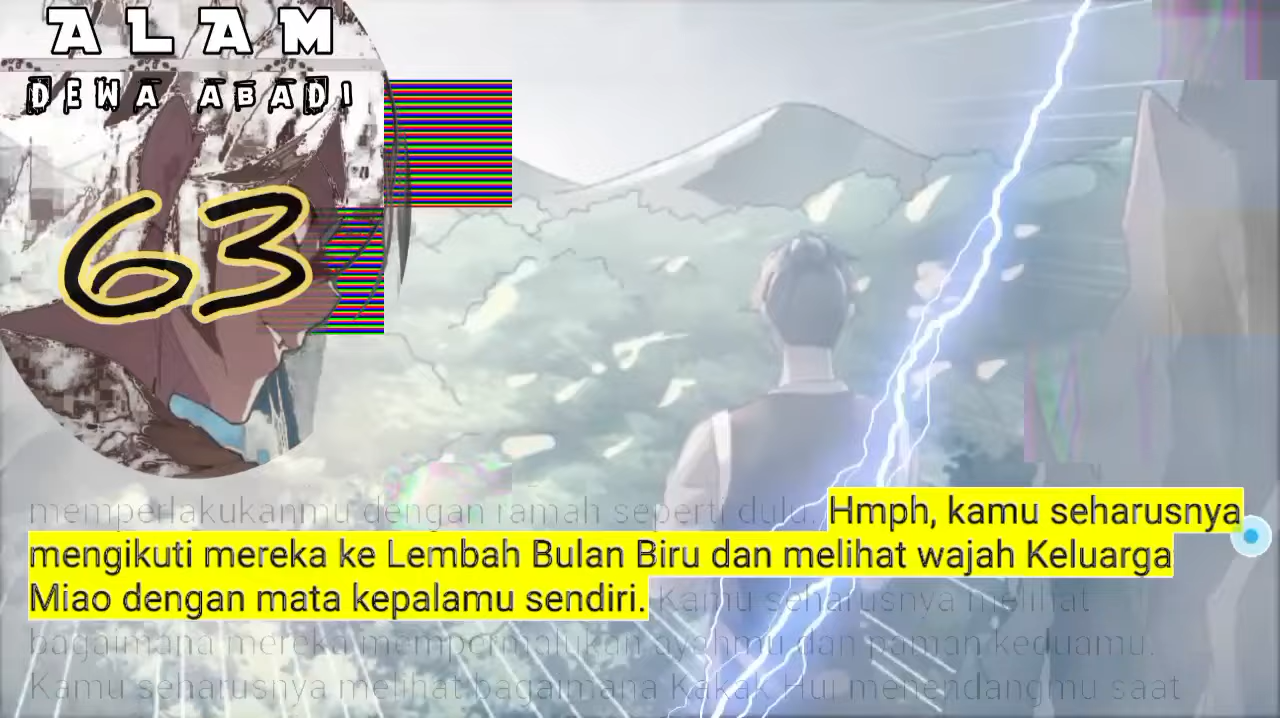 ALAM
DEWA ABADI
63
memperlakukanmu dengan ramah seperti dulu. Hmph, kamu seharusnya
mengikuti mereka ke Lembah Bulan Biru dan melihat wajah Keluarga
Miao dengan mata kepalamu sendiri. Kamu seharusnya melihat
bagaimana mereka mempermalukan ayahmu dan paman keduamu.
Kamu seharusnya melihat bagaimana Kakak Hui menendangmu saat